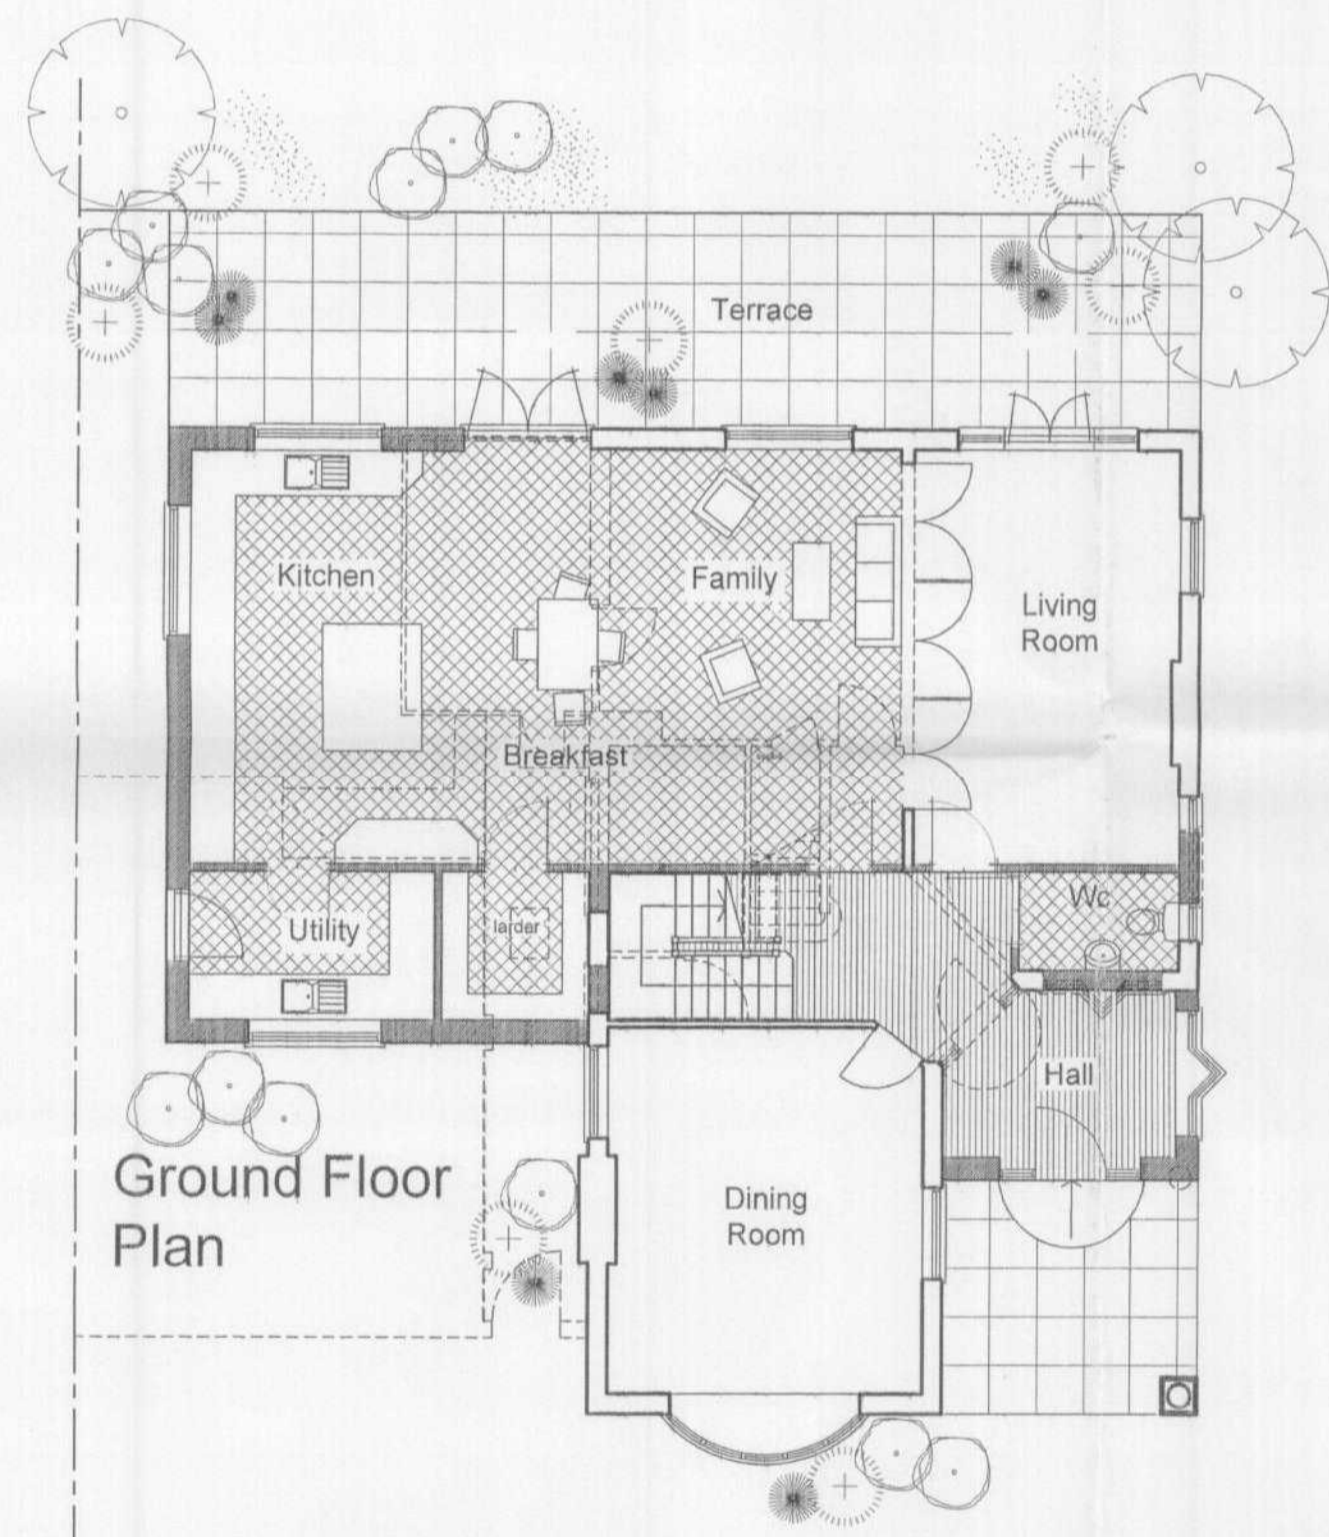 Terrace
Kitchen
Family
Living
Room
Breakfast
Wc
Utility
larder
Hall
Ground Floor
Plan
Dining
Room